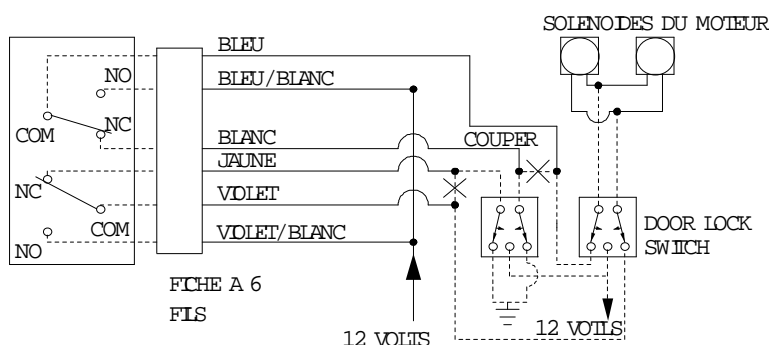 SOLENOIDES DU MOTEUR
BLEU
NO
BLEU/BLANC
COM
NC
BLANC
COUPER
JAUNE
NC
VIOLET
COM
NO
VIOLET/BLANC
DOOR LOCK
SWITCH
FICHE A 6
FILS
12 VOLTS
12 VOTLS